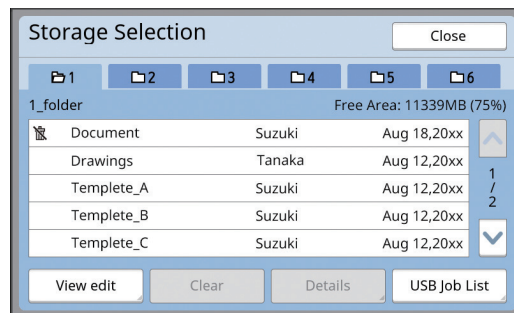 Storage Selection Close
1 2 3 4 5 6
1_folder Free Area: 11339MB (75%)
Document Suzuki Aug 18,20xx
Drawings Tanaka Aug 12,20xx
Templete_A Suzuki Aug 12,20xx
Templete_B Suzuki Aug 12,20xx
Templete_C Suzuki Aug 12,20xx
1
/
2
View edit Clear Details USB Job List